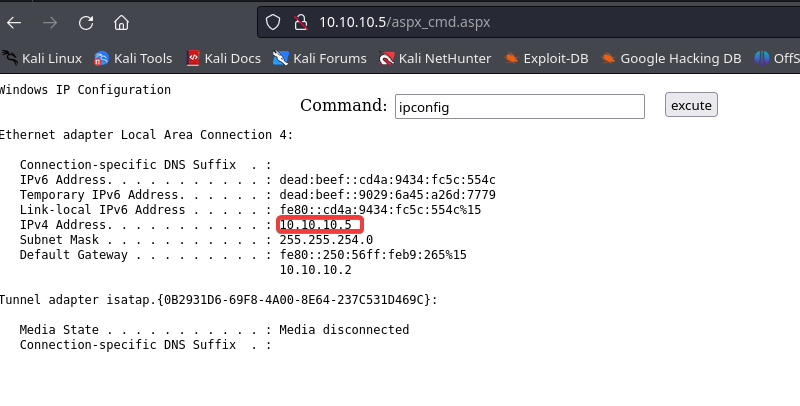 10.10.10.5/aspx_cmd.aspx
Kali Linux Kali Tools Kali Docs Kali Forums Kali NetHunter Exploit-DB Google Hacking DB OffS
Windows IP Configuration
Command: ipconfig excute
Ethernet adapter Local Area Connection 4:
Connection-specific DNS Suffix . :
IPv6 Address. . . . . . . . . . . : dead:beef::cd4a:9434:fc5c:554c
Temporary IPv6 Address. . . . . . : dead:beef::9029:6a45:a26d:7779
Link-local IPv6 Address . . . . . : fe80::cd4a:9434:fc5c:554c%15
IPv4 Address. . . . . . . . . . . : 10.10.10.5
Subnet Mask . . . . . . . . . . . : 255.255.254.0
Default Gateway . . . . . . . . . : fe80::250:56ff:feb9:265%15
10.10.10.2
Tunnel adapter isatap.{0B2931D6-69F8-4A00-8E64-237C531D469C}:
Media State . . . . . . . . . . . : Media disconnected
Connection-specific DNS Suffix . :